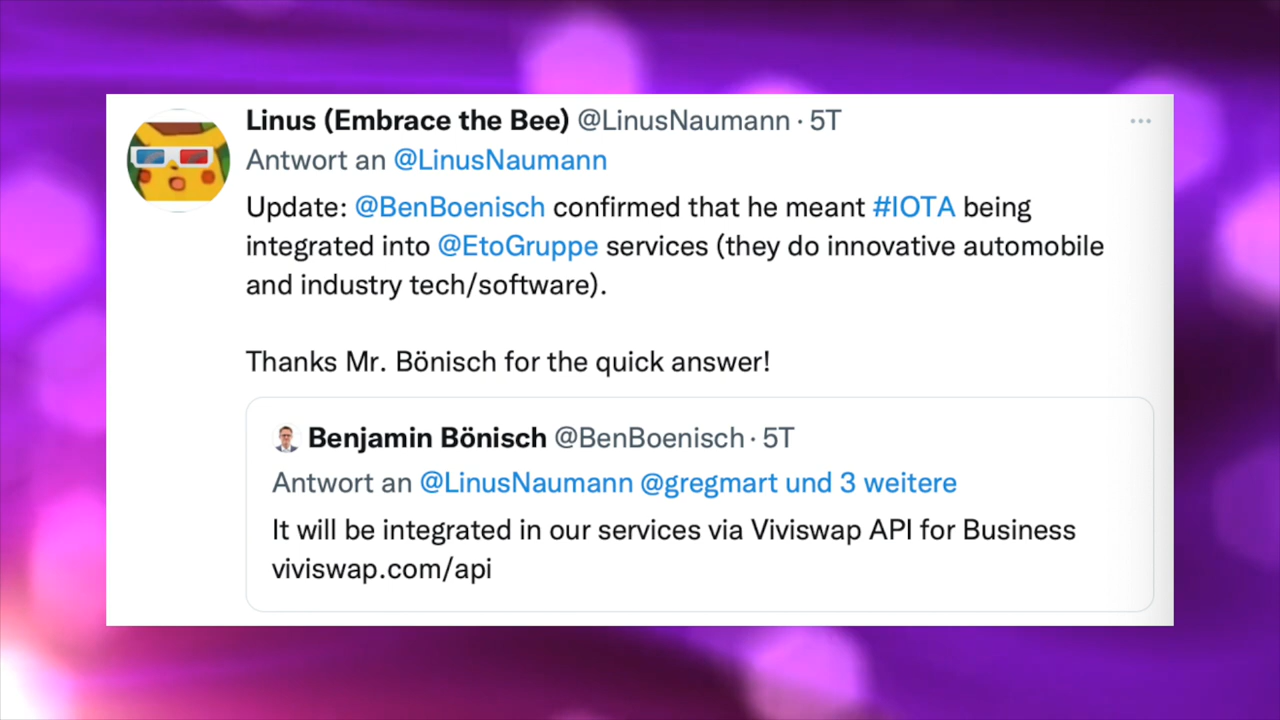 Linus (Embrace the Bee) @LinusNaumann · 5T
Antwort an @LinusNaumann
Update: @BenBoenisch confirmed that he meant #IOTA being
integrated into @EtoGruppe services (they do innovative automobile
and industry tech/software).
Thanks Mr. Bönisch for the quick answer!
Benjamin Bönisch @BenBoenisch · 5T
Antwort an @LinusNaumann @gregmart und 3 weitere
It will be integrated in our services via Viviswap API for Business
viviswap.com/api